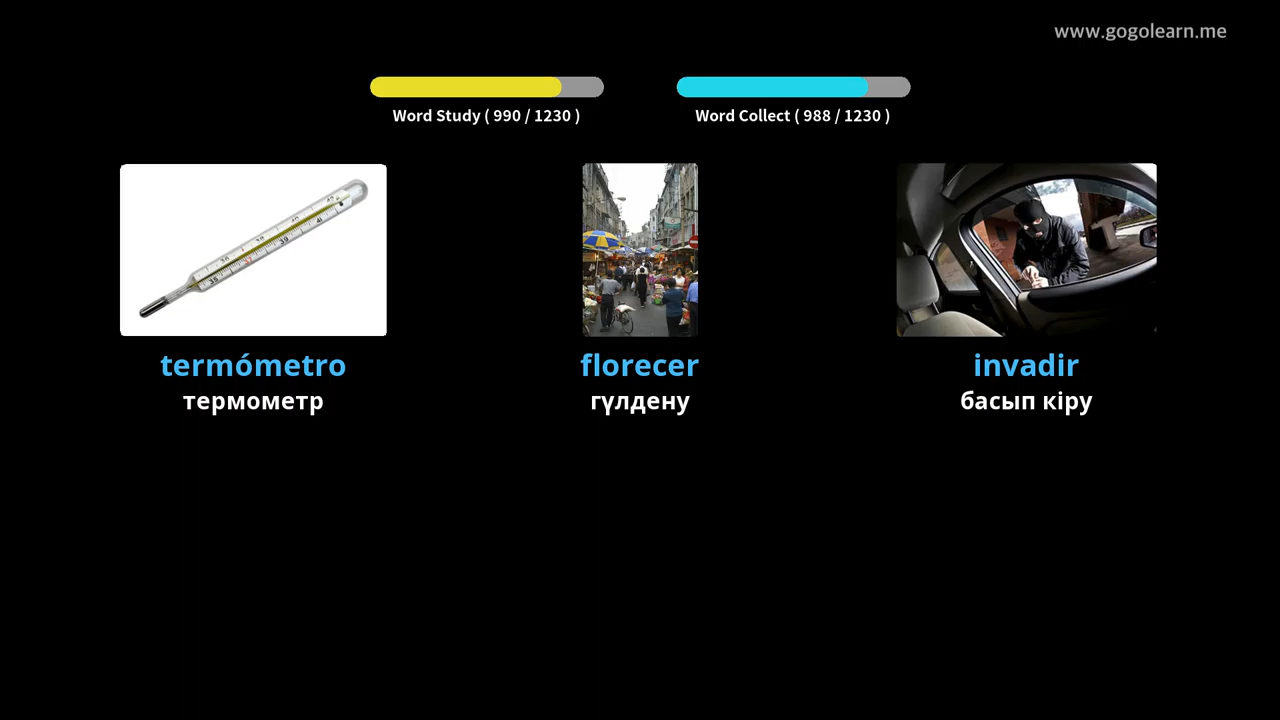 www.gogolearn.me
Word Study ( 990 / 1230 )
Word Collect ( 988 / 1230 )
termómetro
florecer
invadir
термометр
гүлдену
басып кіру